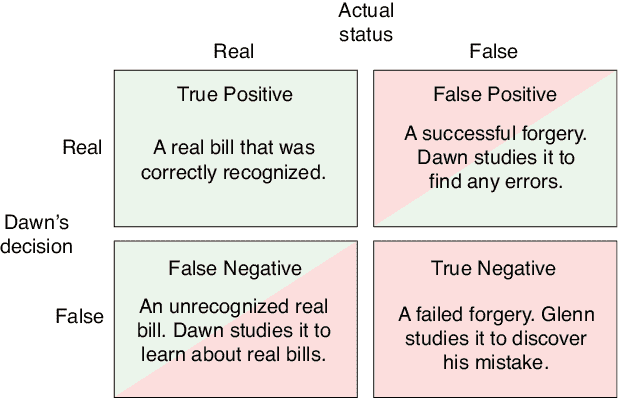 Actual
status
Real
False
Real
True Positive
A real bill that was
correctly recognized.
False Positive
A successful forgery.
Dawn studies it to
find any errors.
Dawn's
decision
False
False Negative
An unrecognized real
bill. Dawn studies it to
learn about real bills.
True Negative
A failed forgery. Glenn
studies it to discover
his mistake.